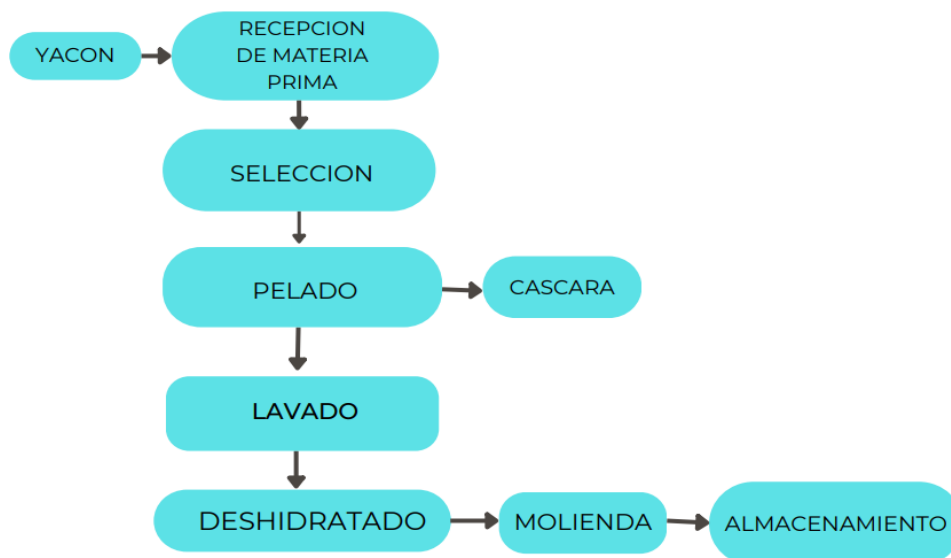 YACON
RECEPCION
DE MATERIA
PRIMA
SELECCION
PELADO
CASCARA
LAVADO
DESHIDRATADO
MOLIENDA
ALMACENAMIENTO